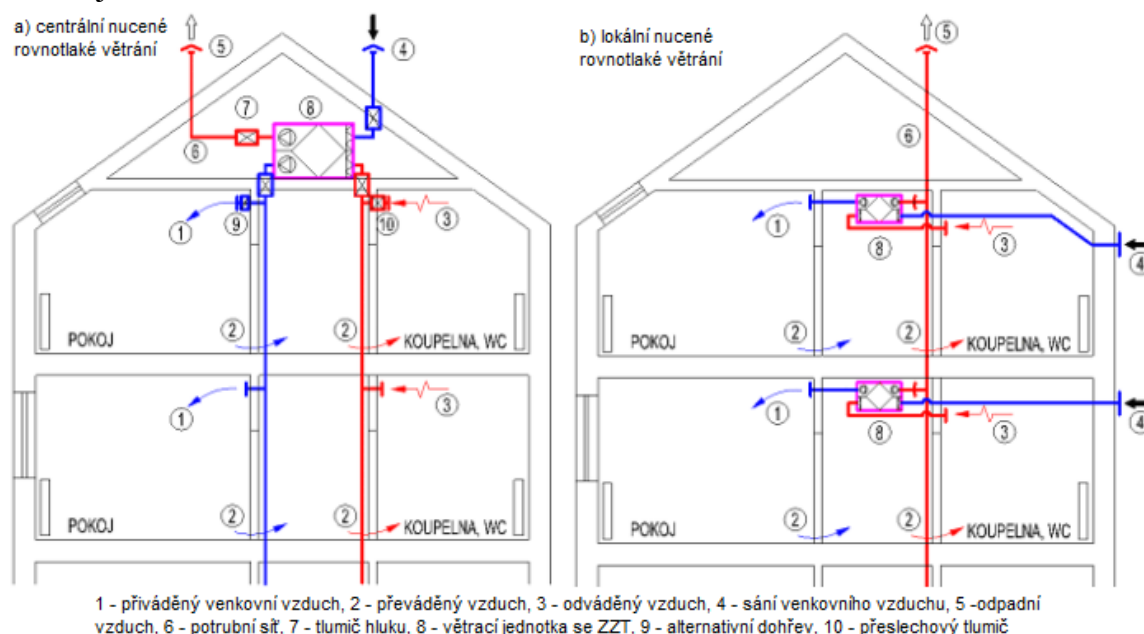 a) centrální nucené
rovnotlaké větrání
5
4
7
8
6
1
9
10
3
2
2
POKOJ
KOUPELNA, WC
1
3
2
2
POKOJ
KOUPELNA, WC
b) lokální nucené
rovnotlaké větrání
5
6
1
8
3
4
2
2
POKOJ
KOUPELNA, WC
1
8
3
4
2
2
POKOJ
KOUPELNA, WC
1 - přiváděný venkovní vzduch, 2 - převáděný vzduch, 3 - odváděný vzduch, 4 - sání venkovního vzduchu, 5 -odpadní
vzduch, 6 - potrubní síť, 7 - tlumič hluku, 8 - větrací jednotka se ZZT, 9 - alternativní dohřev, 10 - přeslechový tlumič